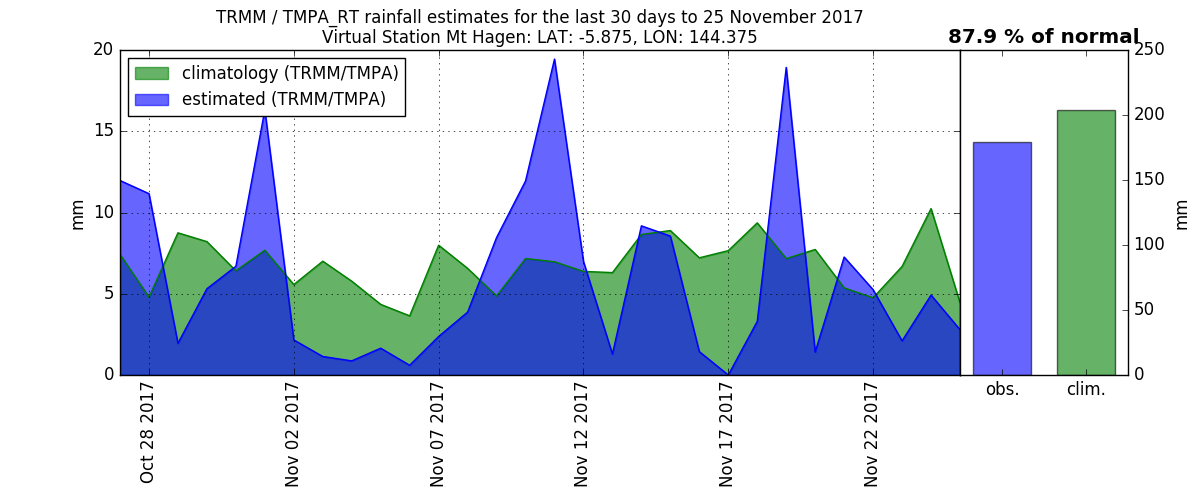 TRMM / TMPA_RT rainfall estimates for the last 30 days to 25 November 2017
Virtual Station Mt Hagen: LAT: -5.875, LON: 144.375
87.9 % of normal
climatology (TRMM/TMPA)
estimated (TRMM/TMPA)
20
15
10
5
0
mm
Oct 28 2017
Nov 02 2017
Nov 07 2017
Nov 12 2017
Nov 17 2017
Nov 22 2017
250
200
150
100
50
0
mm
obs.
clim.